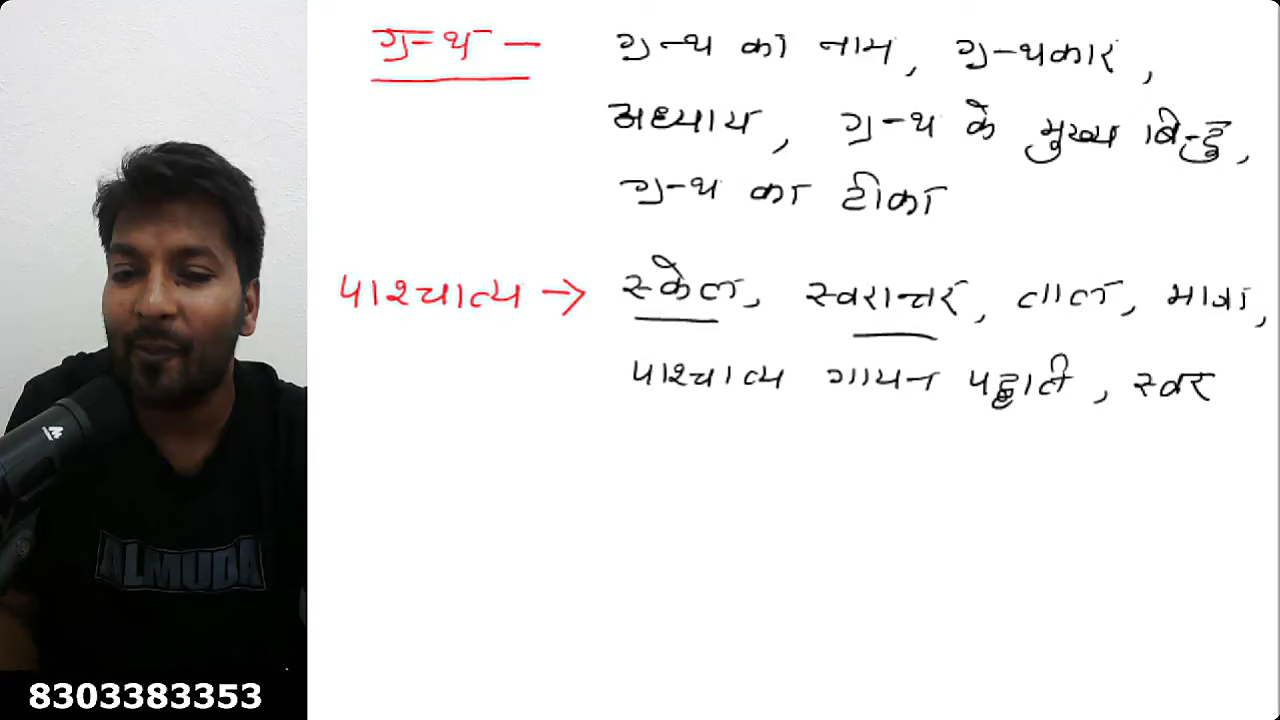 ग्रन्थ – ग्रन्थ का नाम, ग्रन्थकार,
अध्याय, ग्रन्थ के मुख्य बिन्दु,
ग्रन्थ का टीका
पाश्चात्य → स्केल, स्वरान्तर, ताल, मात्रा,
पाश्चात्य गायन पद्धति, स्वर
ALMUDA
8303383353